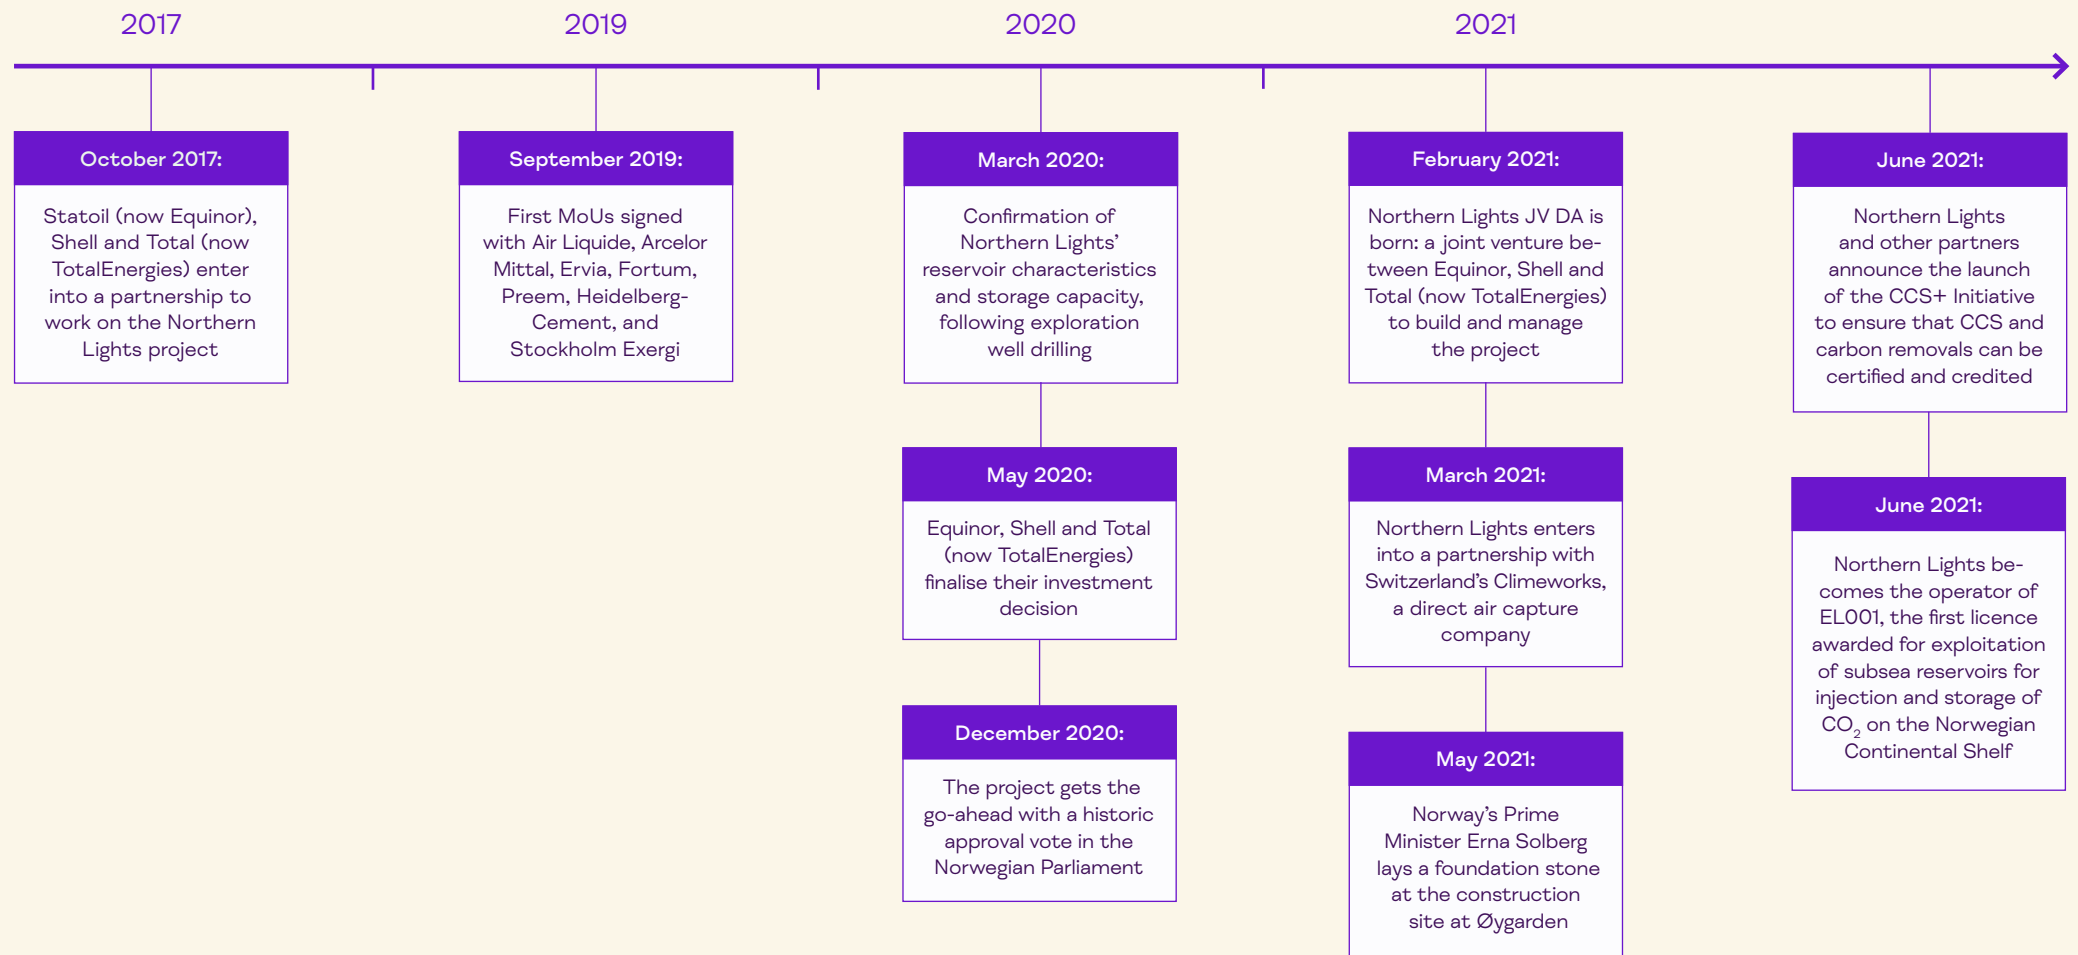 2017
2019
2020
2021
October 2017:
Statoil (now Equinor),
Shell and Total (now
TotalEnergies) enter
into a partnership to
work on the Northern
Lights project
September 2019:
First MoUs signed
with Air Liquide, Arcelor
Mittal, Ervia, Fortum,
Preem, Heidelberg-
Cement, and
Stockholm Exergi
March 2020:
Confirmation of
Northern Lights’
reservoir characteristics
and storage capacity,
following exploration
well drilling
May 2020:
Equinor, Shell and Total
(now TotalEnergies)
finalise their investment
decision
December 2020:
The project gets the
go-ahead with a historic
approval vote in the
Norwegian Parliament
February 2021:
Northern Lights JV DA is
born: a joint venture be-
tween Equinor, Shell and
Total (now TotalEnergies)
to build and manage
the project
March 2021:
Northern Lights enters
into a partnership with
Switzerland’s Climeworks,
a direct air capture
company
May 2021:
Norway’s Prime
Minister Erna Solberg
lays a foundation stone
at the construction
site at Øygarden
June 2021:
Northern Lights
and other partners
announce the launch
of the CCS+ Initiative
to ensure that CCS and
carbon removals can be
certified and credited
June 2021:
Northern Lights be-
comes the operator of
EL001, the first licence
awarded for exploitation
of subsea reservoirs for
injection and storage of
CO₂ on the Norwegian
Continental Shelf